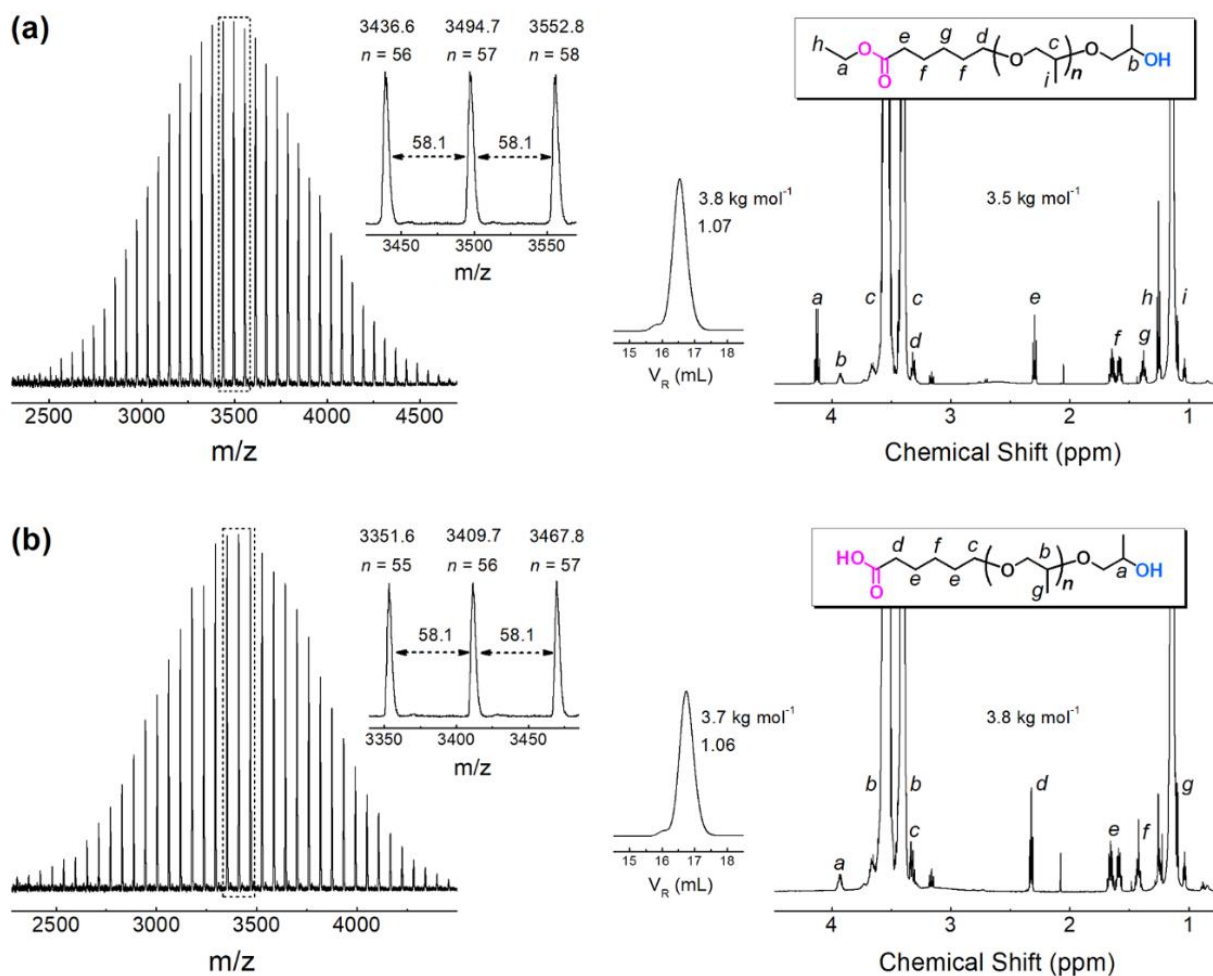 (a)
3436.6 3494.7 3552.8
n = 56 n = 57 n = 58
58.1 58.1
3450 3500 3550
m/z
2500 3000 3500 4000 4500
m/z
3.8 kg mol⁻¹
1.07
15 16 17 18
V_R (mL)
h O e g d c O
a O f f i n b OH
3.5 kg mol⁻¹
a b c c d e f g h i
4 3 2 1
Chemical Shift (ppm)
(b)
3351.6 3409.7 3467.8
n = 55 n = 56 n = 57
58.1 58.1
3350 3400 3450
m/z
2500 3000 3500 4000
m/z
3.7 kg mol⁻¹
1.06
15 16 17 18
V_R (mL)
HO d f c b O
O e e O g n a OH
3.8 kg mol⁻¹
a b b c d e f g
4 3 2 1
Chemical Shift (ppm)